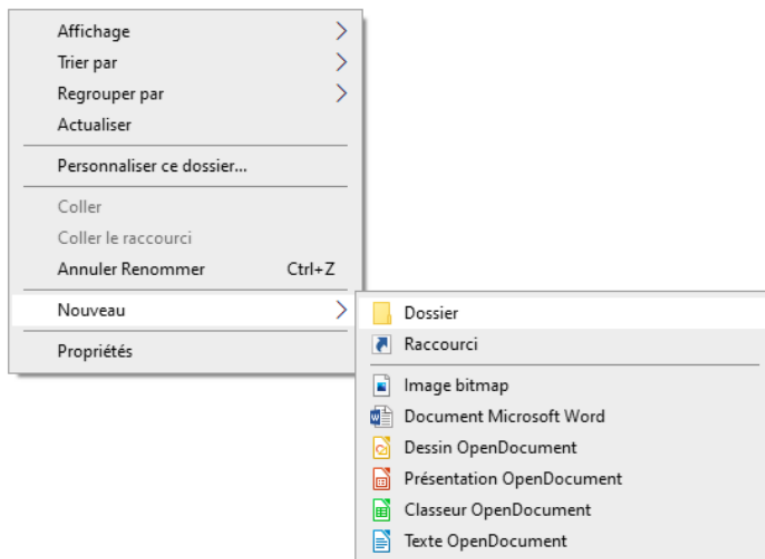 Affichage
Trier par
Regrouper par
Actualiser
Personnaliser ce dossier...
Coller
Coller le raccourci
Annuler Renommer Ctrl+Z
Nouveau
Propriétés
Dossier
Raccourci
Image bitmap
Document Microsoft Word
Dessin OpenDocument
Présentation OpenDocument
Classeur OpenDocument
Texte OpenDocument